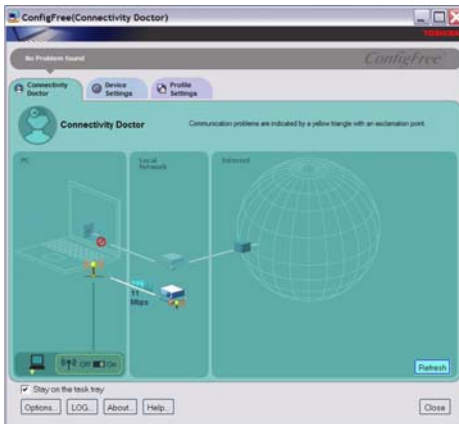 ConfigFree(Connectivity Doctor)
TOSHIBA
No Problem found
ConfigFree
Connectivity Doctor
Device Settings
Profile Settings
Connectivity Doctor
Communication problems are indicated by a yellow triangle with an exclamation point.
PC
Local Network
Internet
11 Mbps
Off On
Refresh
Stay on the task tray
Options...
LOG...
About...
Help...
Close